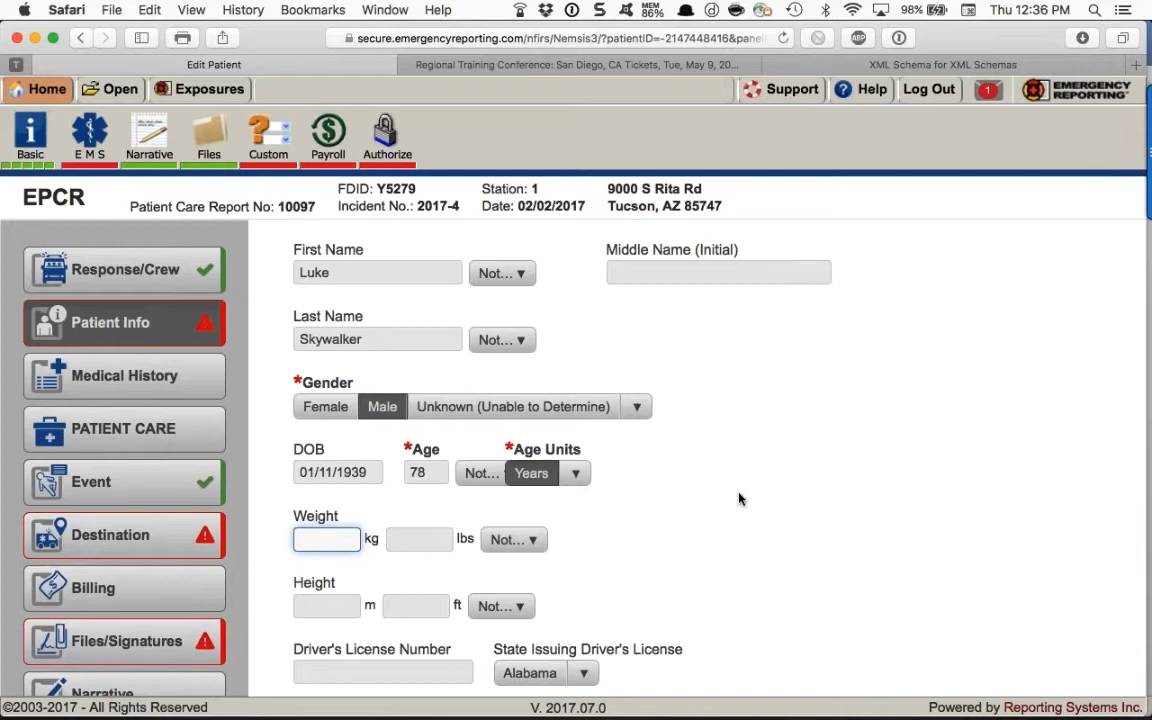 Safari File Edit View History Bookmarks Window Help MEM 86% 98% Thu 12:36 PM
secure.emergencyreporting.com/nfirs/Nemsis3/?patientID=-2147448416&pane ABP
T Edit Patient Regional Training Conference: San Diego, CA Tickets, Tue, May 9, 20... XML Schema for XML Schemas
Home Open Exposures Support Help Log Out 1 EMERGENCY REPORTING
Basic EMS Narrative Files Custom Payroll Authorize
EPCR
Patient Care Report No: 10097
FDID: Y5279 Station: 1 9000 S Rita Rd
Incident No.: 2017-4 Date: 02/02/2017 Tucson, AZ 85747
Response/Crew
Patient Info
Medical History
PATIENT CARE
Event
Destination
Billing
Files/Signatures
Narrative
First Name Middle Name (Initial)
Luke Not... ▼
Last Name
Skywalker Not... ▼
*Gender
Female Male Unknown (Unable to Determine) ▼
DOB *Age *Age Units
01/11/1939 78 Not... Years ▼
Weight
kg lbs Not... ▼
Height
m ft Not... ▼
Driver's License Number State Issuing Driver's License
Alabama ▼
©2003-2017 - All Rights Reserved V. 2017.07.0 Powered by Reporting Systems Inc.